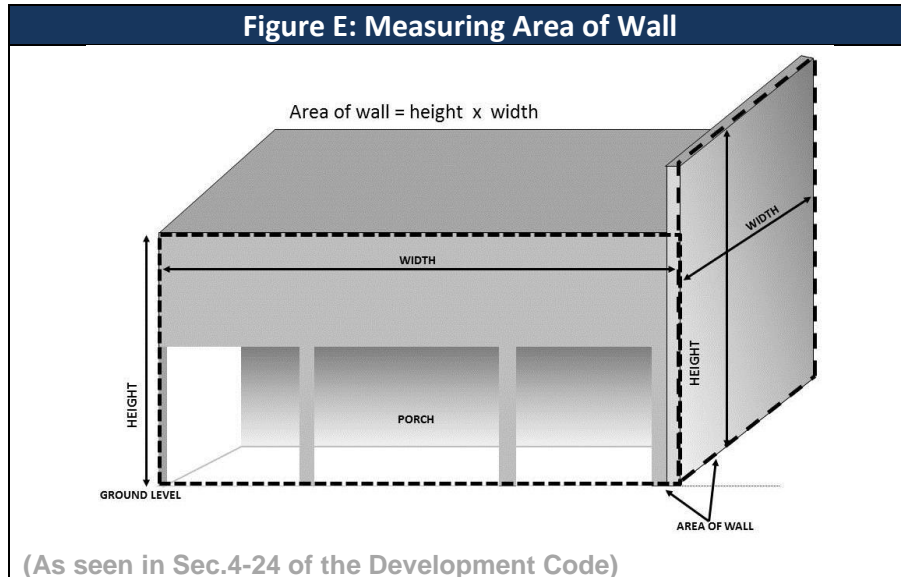 Figure E: Measuring Area of Wall
Area of wall = height x width
WIDTH
WIDTH
HEIGHT
HEIGHT
PORCH
GROUND LEVEL
AREA OF WALL
(As seen in Sec.4-24 of the Development Code)